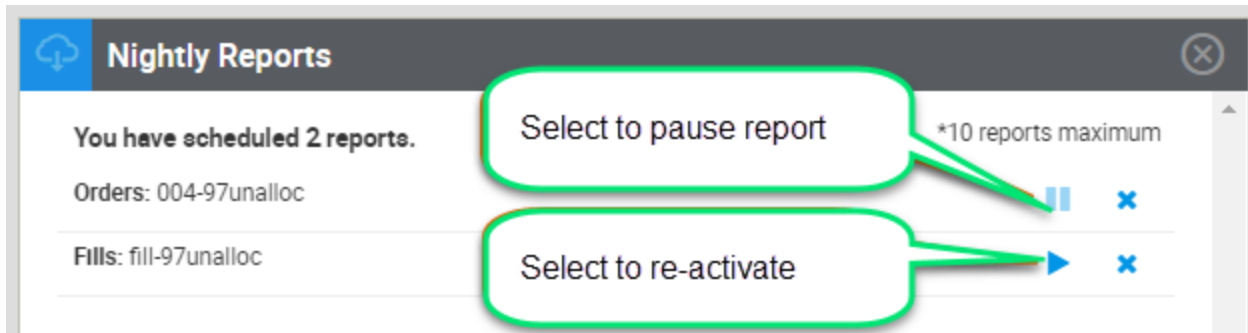 Nightly Reports
You have scheduled 2 reports.
*10 reports maximum
Select to pause report
Orders: 004-97unalloc
Fills: fill-97unalloc
Select to re-activate